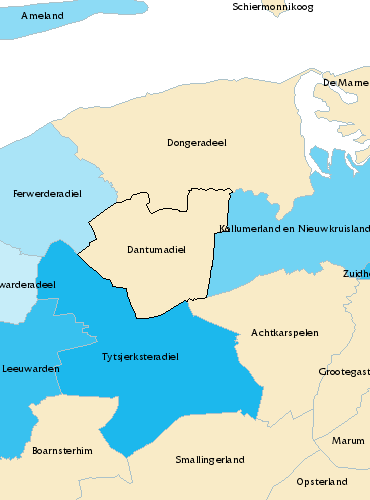 Schiermonnikoog
Ameland
De Marne
Dongeradeel
Ferwerderadiel
Kollumerland en Nieuwkruisland
Dantumadiel
Zuidh
warderadeel
Achtkarspelen
Tytsjerksteradiel
Leeuwarden
Grootegast
Marum
Boarnsterhim
Smallingerland
Opsterland